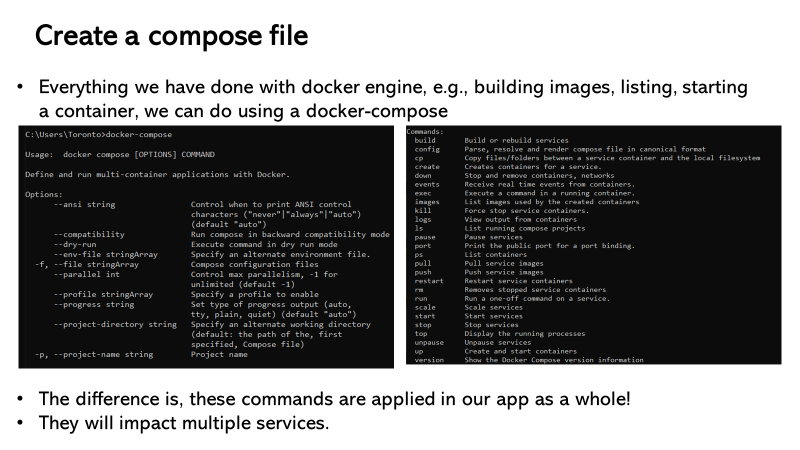 Create a compose file
• Everything we have done with docker engine, e.g., building images, listing, starting
a container, we can do using a docker-compose
C:\Users\Toronto>docker-compose
Usage:  docker compose [OPTIONS] COMMAND
Define and run multi-container applications with Docker.
Options:
--ansi string Control when to print ANSI control
characters ("never"|"always"|"auto")
(default "auto")
--compatibility Run compose in backward compatibility mode
--dry-run Execute command in dry run mode
--env-file stringArray Specify an alternate environment file.
-f, --file stringArray Compose configuration files
--parallel int Control max parallelism, -1 for
unlimited (default -1)
--profile stringArray Specify a profile to enable
--progress string Set type of progress output (auto,
tty, plain, quiet) (default "auto")
--project-directory string Specify an alternate working directory
(default: the path of the, first
specified, Compose file)
-p, --project-name string Project name
Commands:
build Build or rebuild services
config Parse, resolve and render compose file in canonical format
cp Copy files/folders between a service container and the local filesystem
create Creates containers for a service.
down Stop and remove containers, networks
events Receive real time events from containers.
exec Execute a command in a running container.
images List images used by the created containers
kill Force stop service containers.
logs View output from containers
ls List running compose projects
pause Pause services
port Print the public port for a port binding.
ps List containers
pull Pull service images
push Push service images
restart Restart service containers
rm Removes stopped service containers
run Run a one-off command on a service.
scale Scale services
start Start services
stop Stop services
top Display the running processes
unpause Unpause services
up Create and start containers
version Show the Docker Compose version information
• The difference is, these commands are applied in our app as a whole!
• They will impact multiple services.